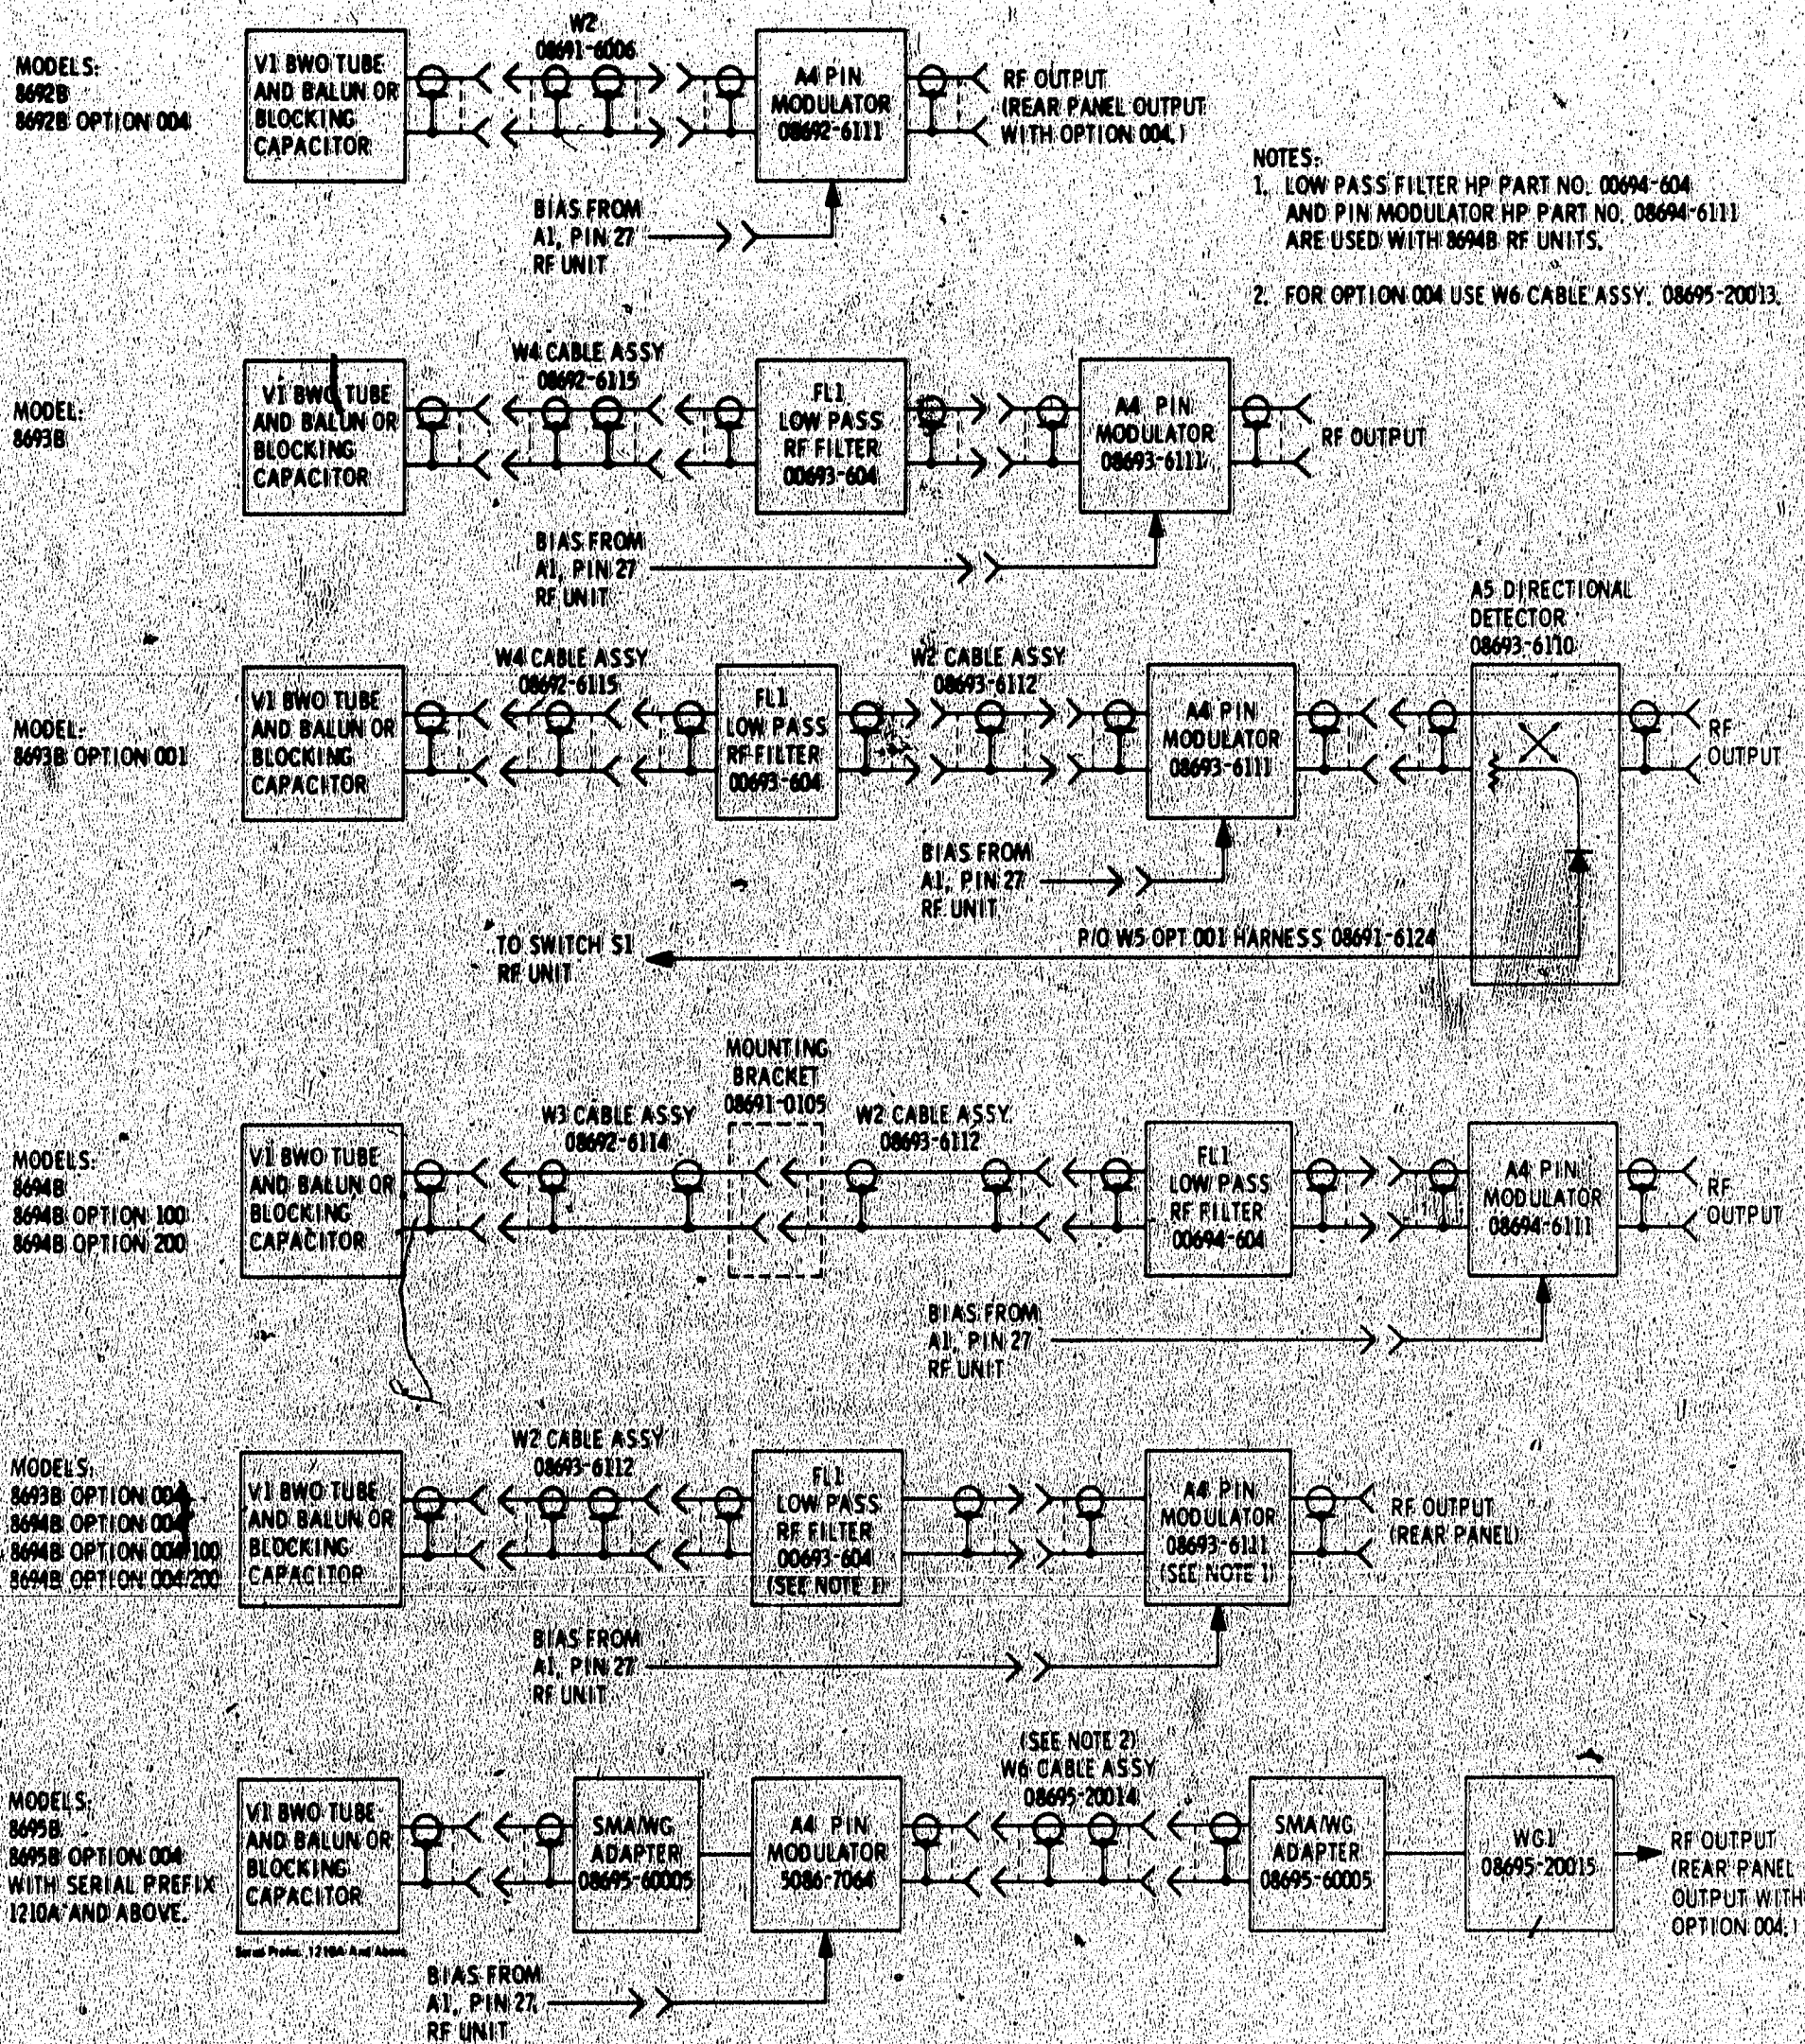 MODELS:
8692B
8692B OPTION 004
V1 BWO TUBE
AND BALUN OR
BLOCKING
CAPACITOR
W2
08691-6006
A4 PIN
MODULATOR
08692-6111
RF OUTPUT
(REAR PANEL OUTPUT
WITH OPTION 004.)
BIAS FROM
A1, PIN 27
RF UNIT
NOTES:
1. LOW PASS FILTER HP PART NO. 00694-604
AND PIN MODULATOR HP PART NO. 08694-6111
ARE USED WITH 8694B RF UNITS.
2. FOR OPTION 004 USE W6 CABLE ASSY. 08695-20013.
MODEL:
8693B
V1 BWO TUBE
AND BALUN OR
BLOCKING
CAPACITOR
W4 CABLE ASSY
08692-6115
FL1
LOW PASS
RF FILTER
00693-604
A4 PIN
MODULATOR
08693-6111
RF OUTPUT
BIAS FROM
A1, PIN 27
RF UNIT
MODEL:
8693B OPTION 001
V1 BWO TUBE
AND BALUN OR
BLOCKING
CAPACITOR
W4 CABLE ASSY
08692-6115
FL1
LOW PASS
RF FILTER
00693-604
W2 CABLE ASSY
08693-6112
A4 PIN
MODULATOR
08693-6111
A5 DIRECTIONAL
DETECTOR
08693-6110
RF
OUTPUT
BIAS FROM
A1, PIN 27
RF UNIT
TO SWITCH S1
RF UNIT
P/O W5 OPT 001 HARNESS 08691-6124
MODELS:
8694B
8694B OPTION 100
8694B OPTION 200
V1 BWO TUBE
AND BALUN OR
BLOCKING
CAPACITOR
W3 CABLE ASSY
08692-6114
MOUNTING
BRACKET
08691-0105
W2 CABLE ASSY
08693-6112
FL1
LOW PASS
RF FILTER
00694-604
A4 PIN
MODULATOR
08694-6111
RF
OUTPUT
BIAS FROM
A1, PIN 27
RF UNIT
MODELS:
8693B OPTION 004
8694B OPTION 004
8694B OPTION 004/100
8694B OPTION 004/200
V1 BWO TUBE
AND BALUN OR
BLOCKING
CAPACITOR
W2 CABLE ASSY
08693-6112
FL1
LOW PASS
RF FILTER
00693-604
(SEE NOTE 1)
A4 PIN
MODULATOR
08693-6111
(SEE NOTE 1)
RF OUTPUT
(REAR PANEL)
BIAS FROM
A1, PIN 27
RF UNIT
MODELS:
8695B
8695B OPTION 004
WITH SERIAL PREFIX
1210A AND ABOVE.
V1 BWO TUBE
AND BALUN OR
BLOCKING
CAPACITOR
Serial Prefix 1210A And Above
SMA/WG
ADAPTER
08695-60005
A4 PIN
MODULATOR
5086-7064
(SEE NOTE 2)
W6 CABLE ASSY
08695-20014
SMA/WG
ADAPTER
08695-60005
WG1
08695-20015
RF OUTPUT
(REAR PANEL
OUTPUT WITH
OPTION 004.)
BIAS FROM
A1, PIN 27
RF UNIT